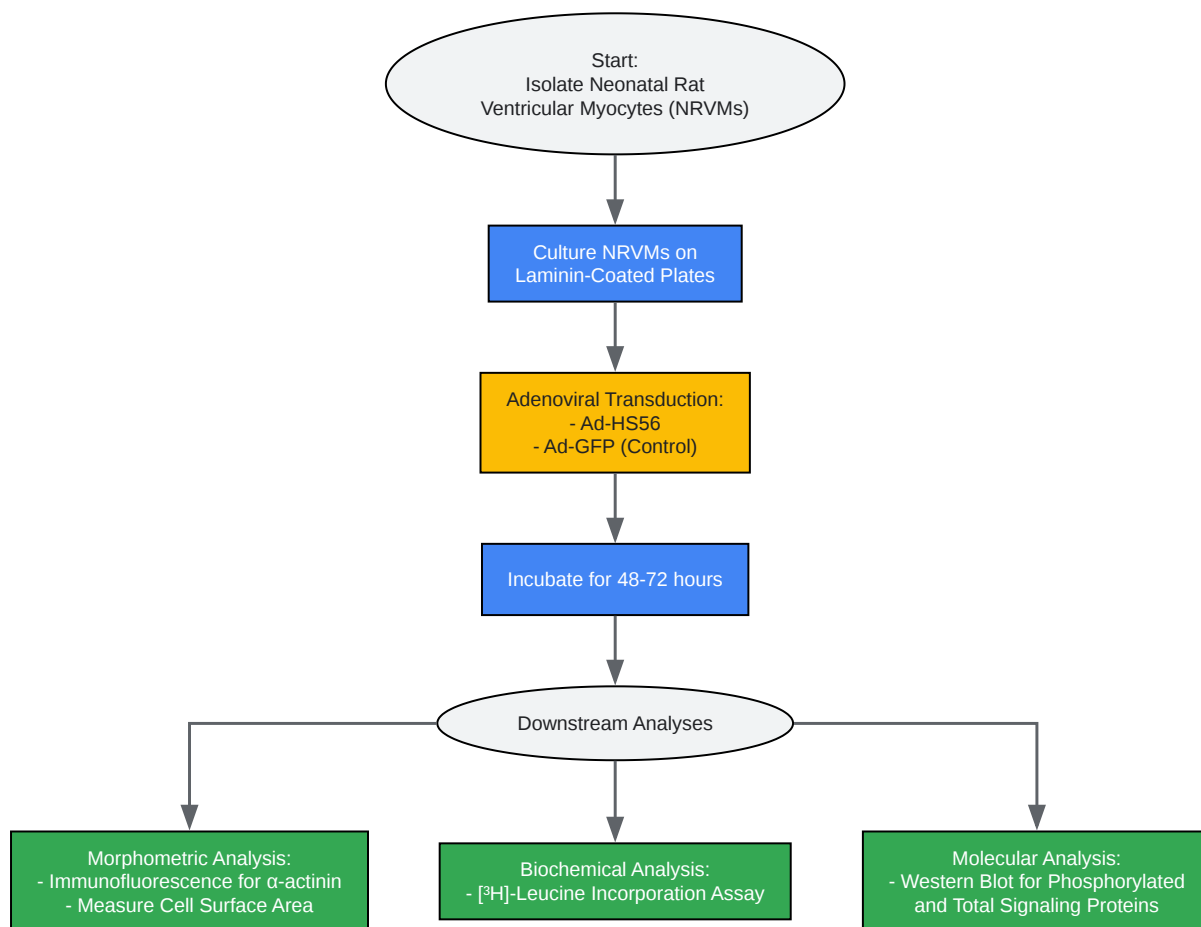 Start:
Isolate Neonatal Rat
Ventricular Myocytes (NRVMs)
Culture NRVMs on
Laminin-Coated Plates
Adenoviral Transduction:
- Ad-HS56
- Ad-GFP (Control)
Incubate for 48-72 hours
Downstream Analyses
Morphometric Analysis:
- Immunofluorescence for α-actinin
- Measure Cell Surface Area
Biochemical Analysis:
- [³H]-Leucine Incorporation Assay
Molecular Analysis:
- Western Blot for Phosphorylated
and Total Signaling Proteins